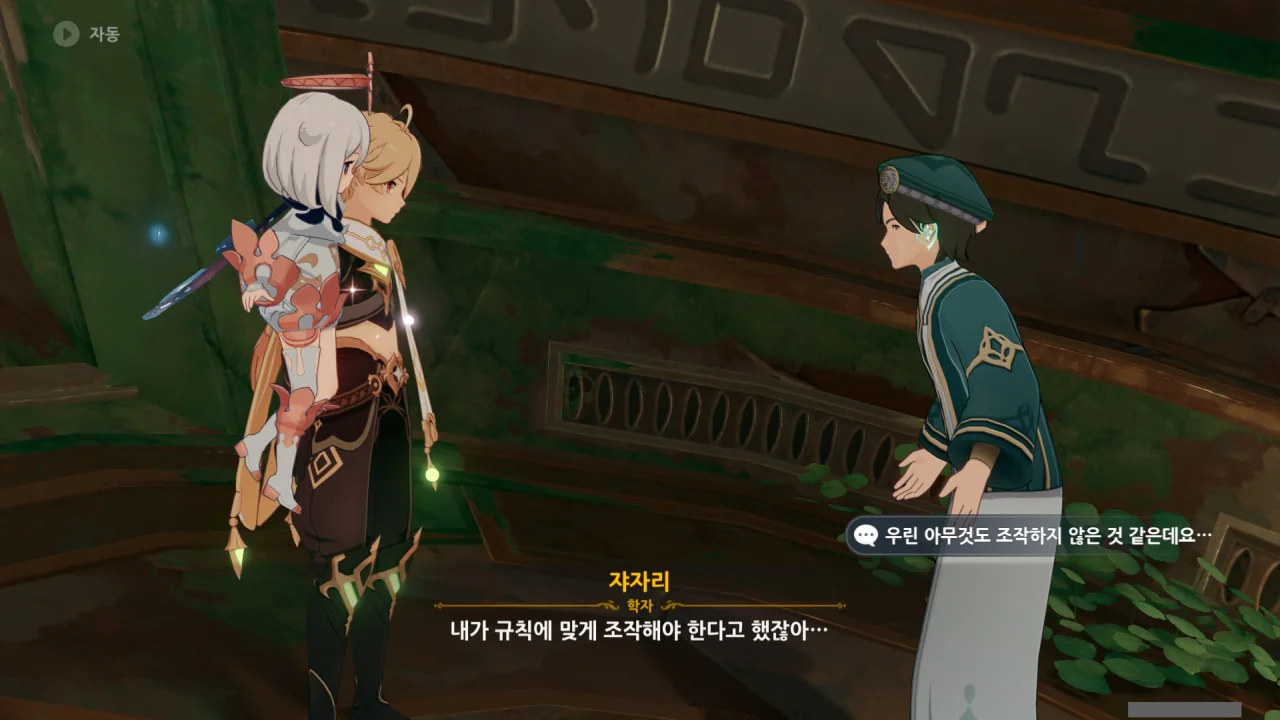 자동
우린 아무것도 조작하지 않은 것 같은데요…
쟈자리
학자
내가 규칙에 맞게 조작해야 한다고 했잖아…